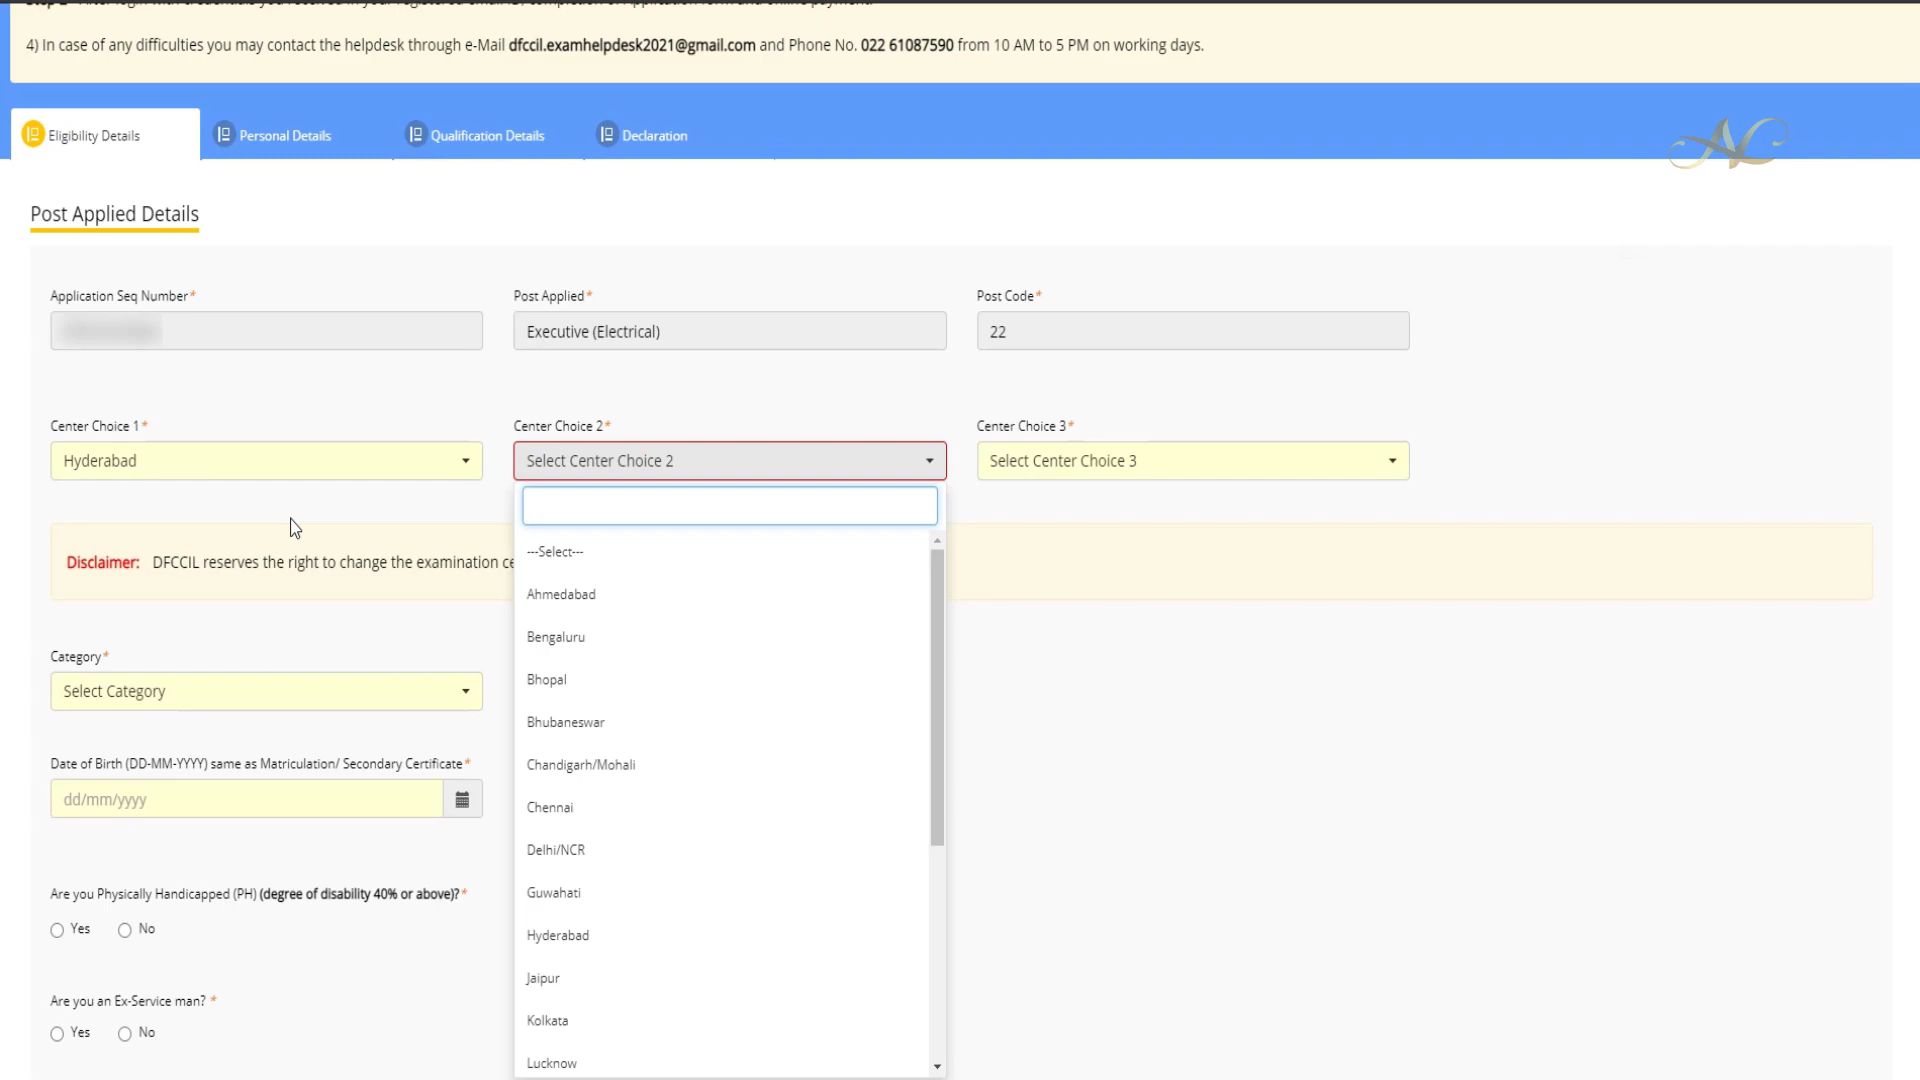 4) In case of any difficulties you may contact the helpdesk through e-Mail dfccil.examhelpdesk2021@gmail.com and Phone No. 022 61087590 from 10 AM to 5 PM on working days.
Eligibility Details
Personal Details
Qualification Details
Declaration
Post Applied Details
Application Seq Number*
Post Applied*
Post Code*
Executive (Electrical)
22
Center Choice 1*
Center Choice 2*
Center Choice 3*
Hyderabad
Select Center Choice 2
Select Center Choice 3
Disclaimer: DFCCIL reserves the right to change the examination
---Select---
Ahmedabad
Bengaluru
Bhopal
Bhubaneswar
Chandigarh/Mohali
Chennai
Delhi/NCR
Guwahati
Hyderabad
Jaipur
Kolkata
Lucknow
Category*
Select Category
Date of Birth (DD-MM-YYYY) same as Matriculation/ Secondary Certificate*
dd/mm/yyyy
Are you Physically Handicapped (PH) (degree of disability 40% or above)?*
Yes
No
Are you an Ex-Service man? *
Yes
No